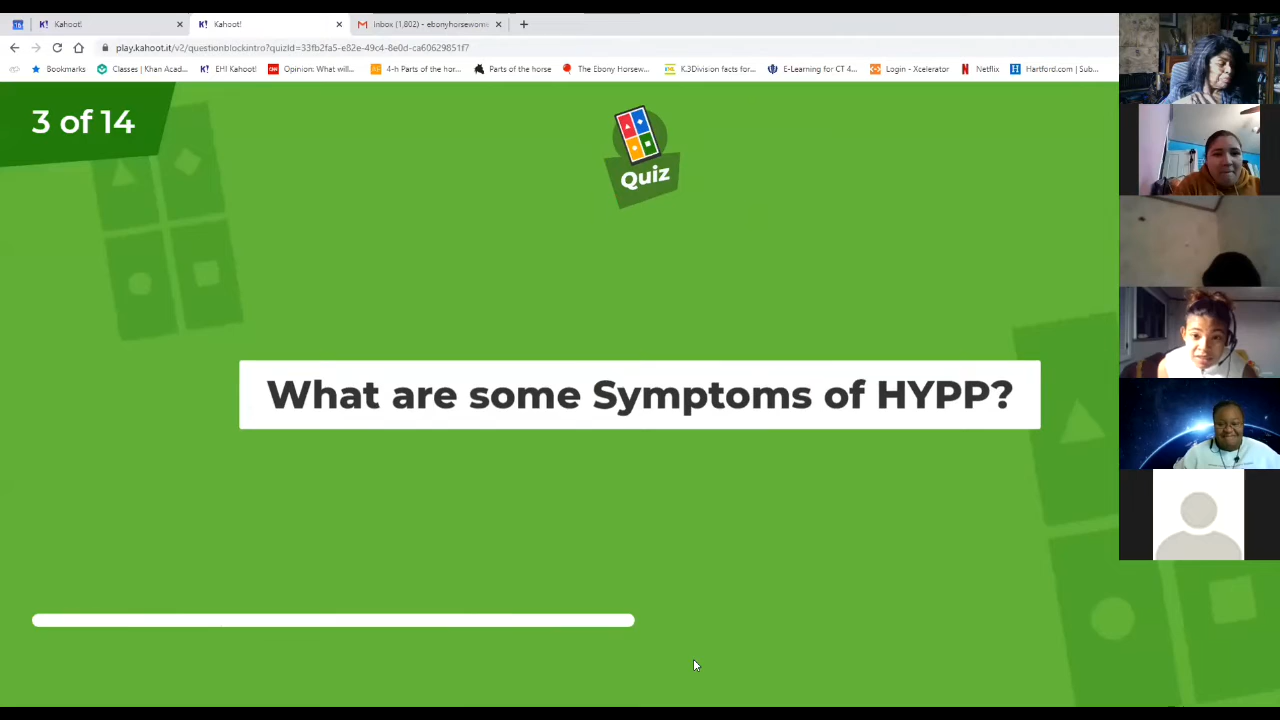 Kahoot!
Kahoot!
Inbox (1,802) - ebonyhorsewom
play.kahoot.it/v2/questionblockintro?quizId=33fb2fa5-e82e-49c4-8e0d-ca60629851f7
Bookmarks
Classes | Khan Acad...
EHI Kahoot!
Opinion: What will...
4-h Parts of the hor...
Parts of the horse
The Ebony Horsew...
K.3Division facts for...
E-Learning for CT 4...
Login - Xcelerator
Netflix
Hartford.com | Sub...
3 of 14
Quiz
What are some Symptoms of HYPP?